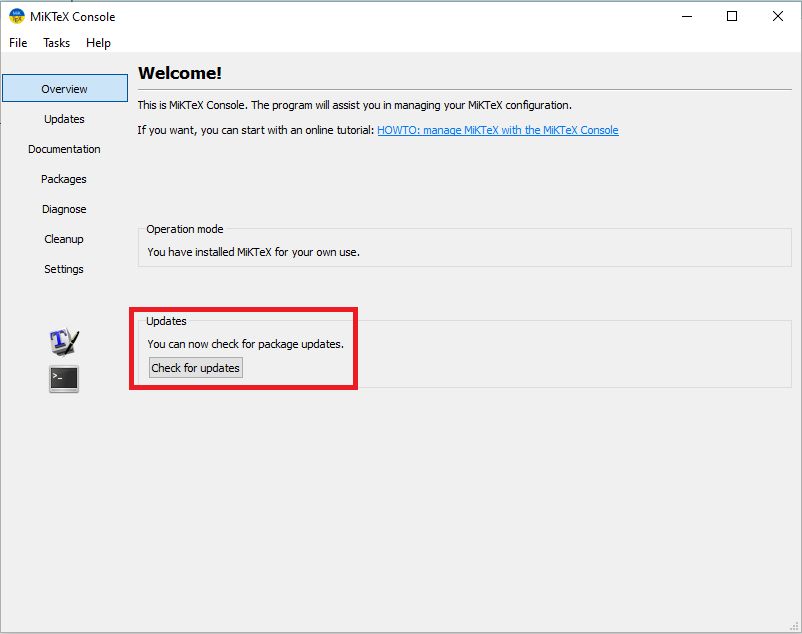 MiKTeX Console
File Tasks Help
Welcome!
Overview
This is MiKTeX Console. The program will assist you in managing your MiKTeX configuration.
Updates
If you want, you can start with an online tutorial: HOWTO: manage MiKTeX with the MiKTeX Console
Documentation
Packages
Diagnose
Cleanup
Settings
Operation mode
You have installed MiKTeX for your own use.
Updates
You can now check for package updates.
Check for updates